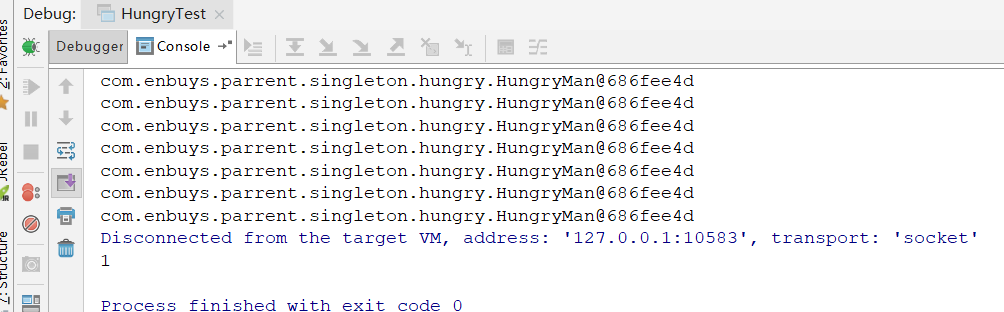 Debug: HungryTest
Debugger Console
com.enbuys.parrent.singleton.hungry.HungryMan@686fee4d
com.enbuys.parrent.singleton.hungry.HungryMan@686fee4d
com.enbuys.parrent.singleton.hungry.HungryMan@686fee4d
com.enbuys.parrent.singleton.hungry.HungryMan@686fee4d
com.enbuys.parrent.singleton.hungry.HungryMan@686fee4d
com.enbuys.parrent.singleton.hungry.HungryMan@686fee4d
com.enbuys.parrent.singleton.hungry.HungryMan@686fee4d
Disconnected from the target VM, address: '127.0.0.1:10583', transport: 'socket'
1
Process finished with exit code 0
2: Favorites
JRebel
7: Structure